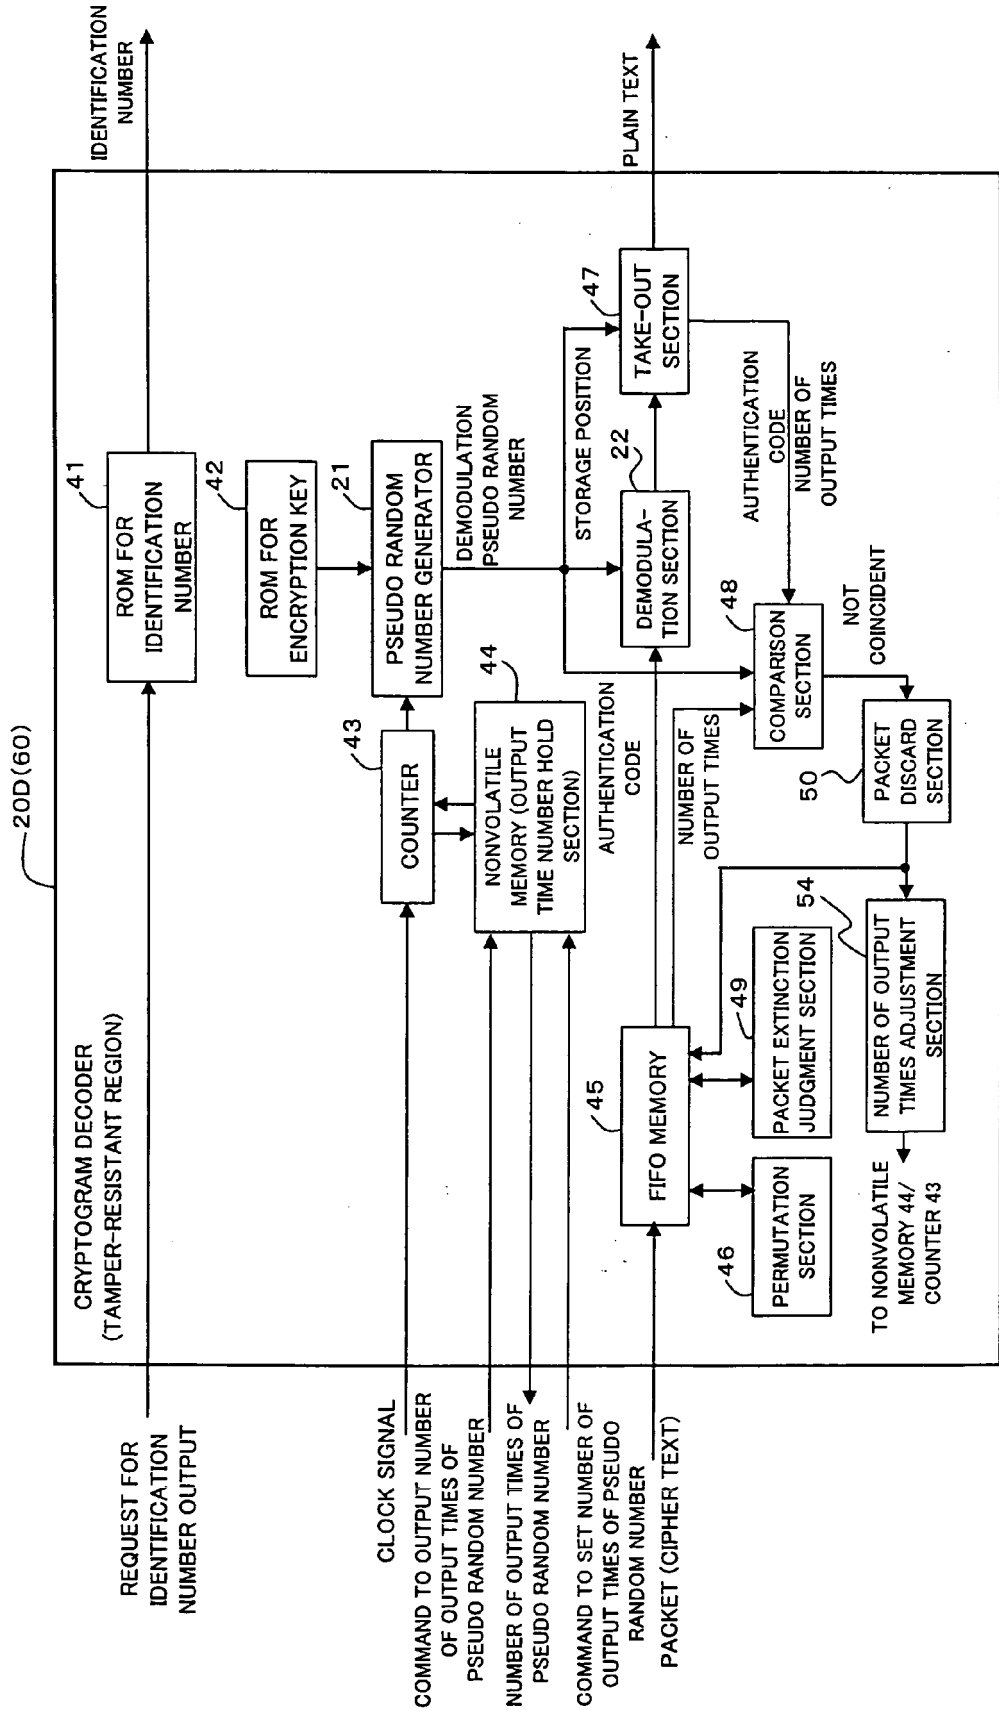 20D(60)
CRYPTOGRAM DECODER
(TAMPER-RESISTANT REGION)
REQUEST FOR
IDENTIFICATION
NUMBER OUTPUT
41
ROM FOR
IDENTIFICATION
NUMBER
IDENTIFICATION
NUMBER
42
ROM FOR
ENCRYPTION KEY
21
PSEUDO RANDOM
NUMBER GENERATOR
CLOCK SIGNAL
43
COUNTER
COMMAND TO OUTPUT NUMBER
OF OUTPUT TIMES OF
PSEUDO RANDOM NUMBER
NUMBER OF OUTPUT TIMES OF
PSEUDO RANDOM NUMBER
COMMAND TO SET NUMBER OF
OUTPUT TIMES OF PSEUDO
RANDOM NUMBER
44
NONVOLATILE
MEMORY (OUTPUT
TIME NUMBER HOLD
SECTION)
DEMODULATION
PSEUDO RANDOM
NUMBER
STORAGE POSITION
AUTHENTICATION
CODE
PACKET (CIPHER TEXT)
45
FIFO MEMORY
22
DEMODULA-
TION SECTION
47
TAKE-OUT
SECTION
PLAIN TEXT
NUMBER OF
OUTPUT TIMES
AUTHENTICATION
CODE
NUMBER OF
OUTPUT TIMES
46
PERMUTATION
SECTION
49
PACKET EXTINCTION
JUDGMENT SECTION
48
COMPARISON
SECTION
NOT
COINCIDENT
50
PACKET
DISCARD
SECTION
54
NUMBER OF OUTPUT
TIMES ADJUSTMENT
SECTION
TO NONVOLATILE
MEMORY 44/
COUNTER 43